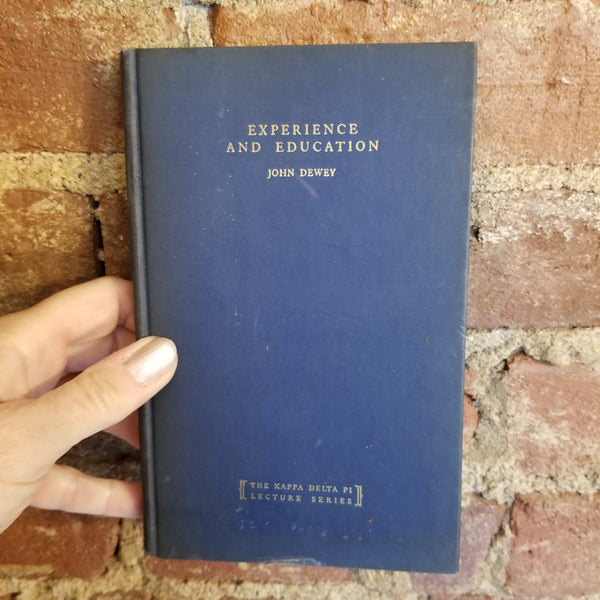 EXPERIENCE
AND EDUCATION
JOHN DEWEY
THE KAPPA DELTA PI
LECTURE SERIES